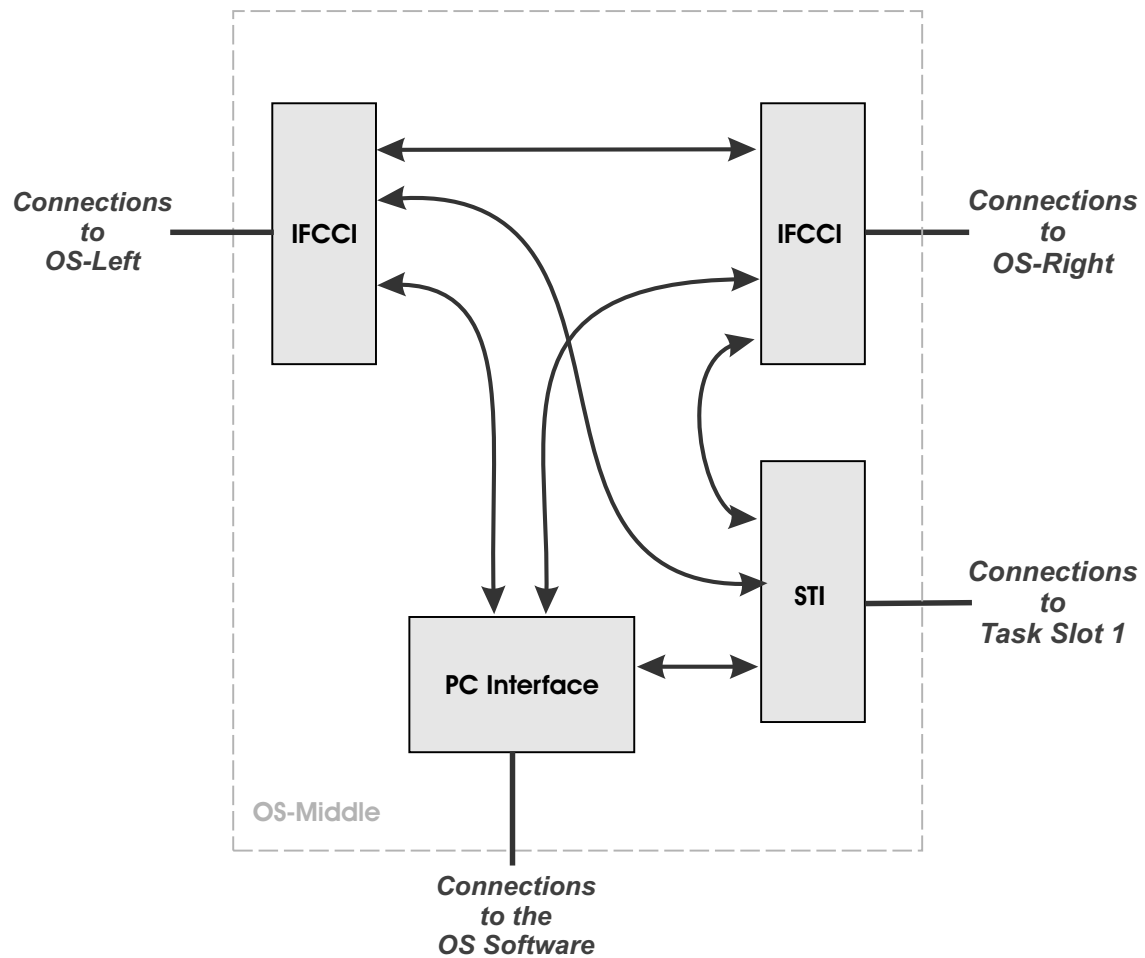 Connections
to
OS-Left
IFCCI
IFCCI
Connections
to
OS-Right
STI
Connections
to
Task Slot 1
PC Interface
OS-Middle
Connections
to the
OS Software